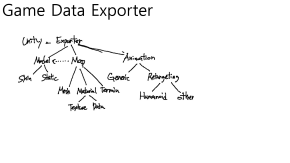 Game Data Exporter
Unity - Exporter
Model Map Animation
Skin Static Generic Retargeting
Mesh Material Terrain Humanoid other
Texture Data